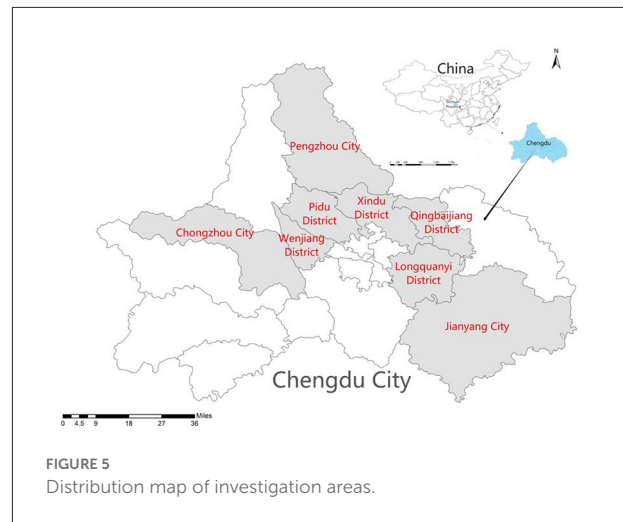 N
China
Chengdu
Pengzhou City
Pidu
District
Xindu
District
Qingbaijiang
District
Chongzhou City
Wenjiang
District
Longquanyi
District
Jianyang City
Chengdu City
Miles
0 4.5 9 18 27 36
FIGURE 5
Distribution map of investigation areas.